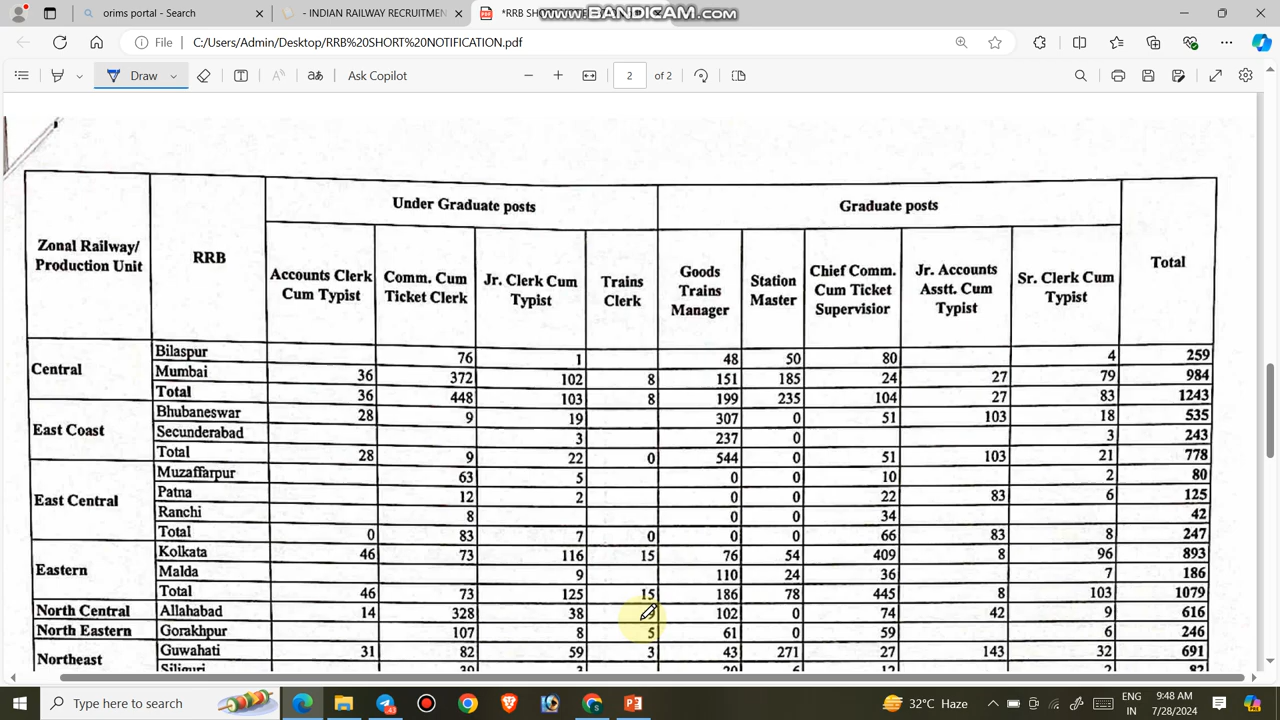 orims portal - Search
- INDIAN RAILWAY RECRUITMEN
*RRB SH
www.BANDICAM.com
File
C:/Users/Admin/Desktop/RRB%20SHORT%20NOTIFICATION.pdf
Draw
Ask Copilot
2 of 2
Zonal Railway/ Production Unit
RRB
Under Graduate posts
Graduate posts
Total
Accounts Clerk Cum Typist
Comm. Cum Ticket Clerk
Jr. Clerk Cum Typist
Trains Clerk
Goods Trains Manager
Station Master
Chief Comm. Cum Ticket Supervisior
Jr. Accounts Asstt. Cum Typist
Sr. Clerk Cum Typist
Central
Bilaspur 76 1 48 50 80 4 259
Mumbai 36 372 102 8 151 185 24 27 79 984
Total 36 448 103 8 199 235 104 27 83 1243
East Coast
Bhubaneswar 28 9 19 307 0 51 103 18 535
Secunderabad 3 237 0 3 243
Total 28 9 22 0 544 0 51 103 21 778
East Central
Muzaffarpur 63 5 0 0 10 2 80
Patna 12 2 0 0 22 83 6 125
Ranchi 8 0 0 34 42
Total 0 83 7 0 0 0 66 83 8 247
Eastern
Kolkata 46 73 116 15 76 54 409 8 96 893
Malda 9 110 24 36 7 186
Total 46 73 125 15 186 78 445 8 103 1079
North Central Allahabad 14 328 38 102 0 74 42 9 616
North Eastern Gorakhpur 107 8 5 61 0 59 6 246
Northeast
Guwahati 31 82 59 3 43 271 27 143 32 691
Siliguri 39 3 20 6 12 2 82
Type here to search
32°C Haze
ENG
IN
9:48 AM
7/28/2024